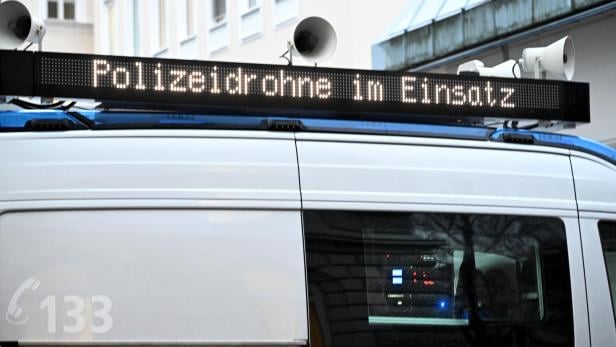 Polizeidrohne im Einsatz
133